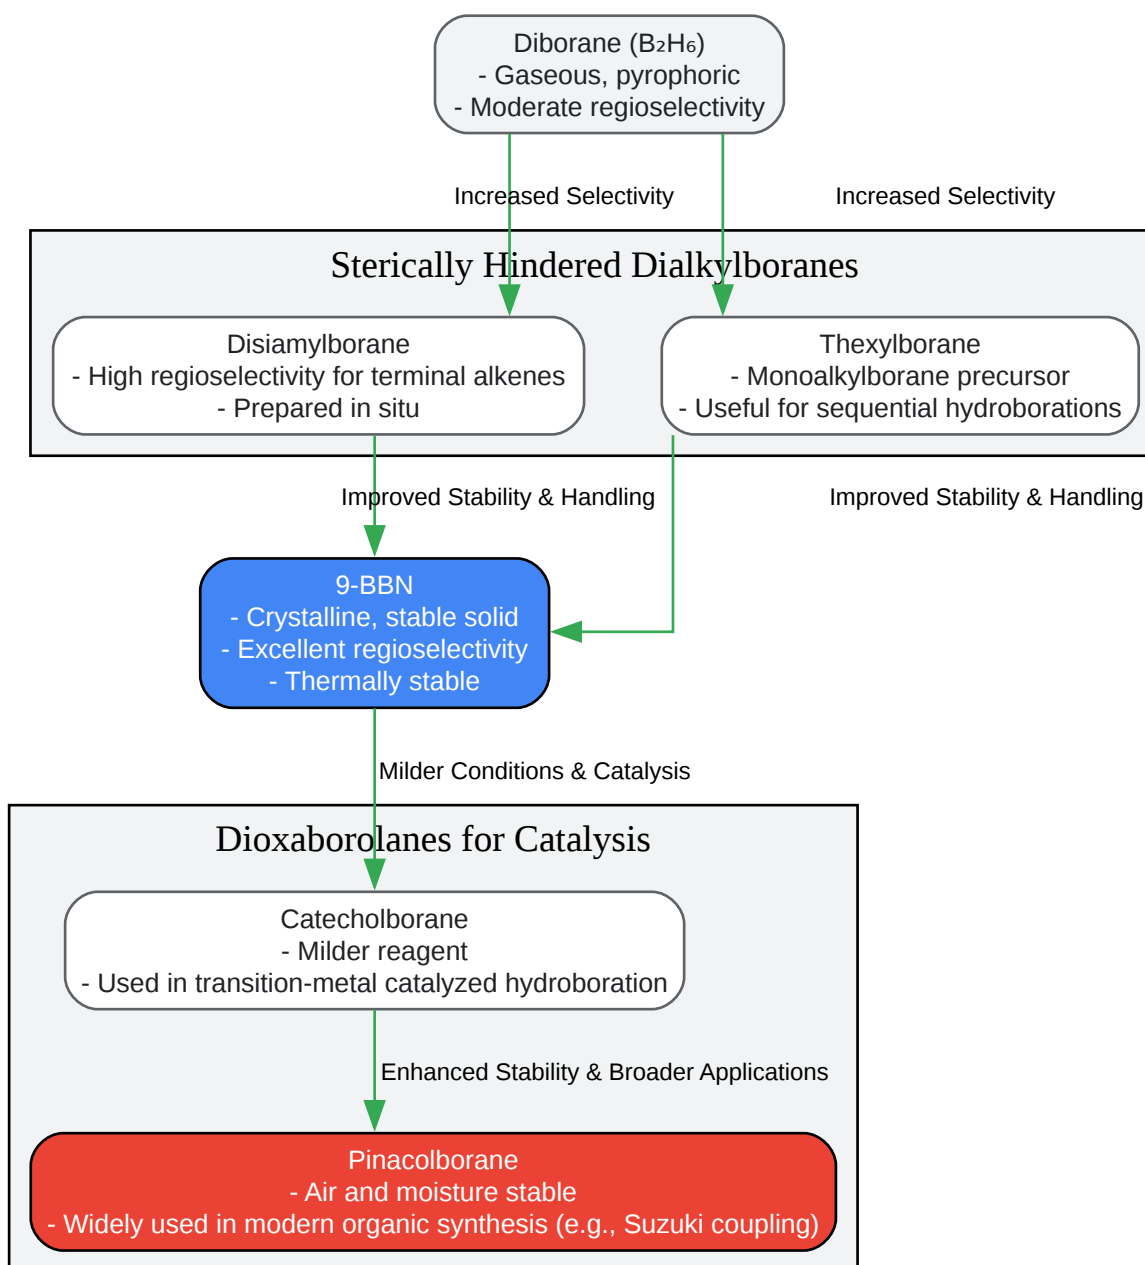 Diborane (B₂H₆)
- Gaseous, pyrophoric
- Moderate regioselectivity
Increased Selectivity
Increased Selectivity
Sterically Hindered Dialkylboranes
Disiamylborane
- High regioselectivity for terminal alkenes
- Prepared in situ
Thexylborane
- Monoalkylborane precursor
- Useful for sequential hydroborations
Improved Stability & Handling
Improved Stability & Handling
9-BBN
- Crystalline, stable solid
- Excellent regioselectivity
- Thermally stable
Milder Conditions & Catalysis
Dioxaborolanes for Catalysis
Catecholborane
- Milder reagent
- Used in transition-metal catalyzed hydroboration
Enhanced Stability & Broader Applications
Pinacolborane
- Air and moisture stable
- Widely used in modern organic synthesis (e.g., Suzuki coupling)